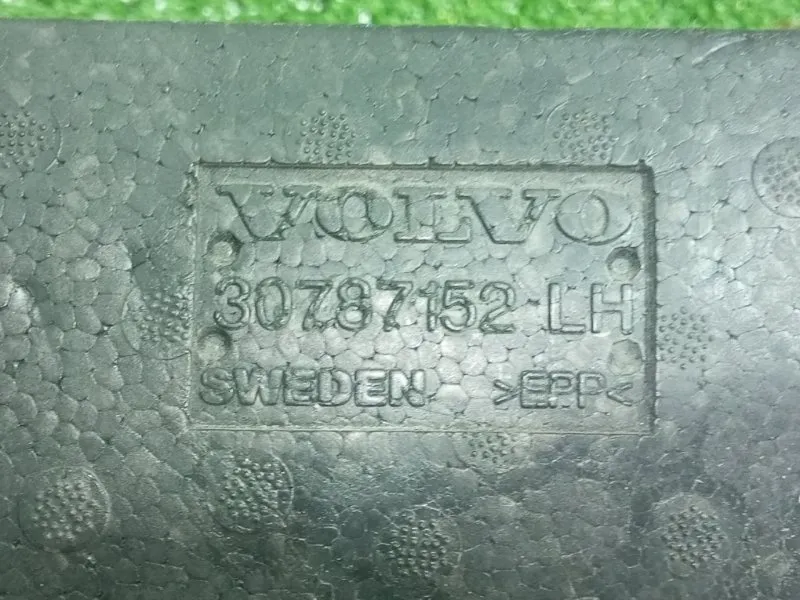 VOLVO
30787152 LH
SWEDEN >EPP<